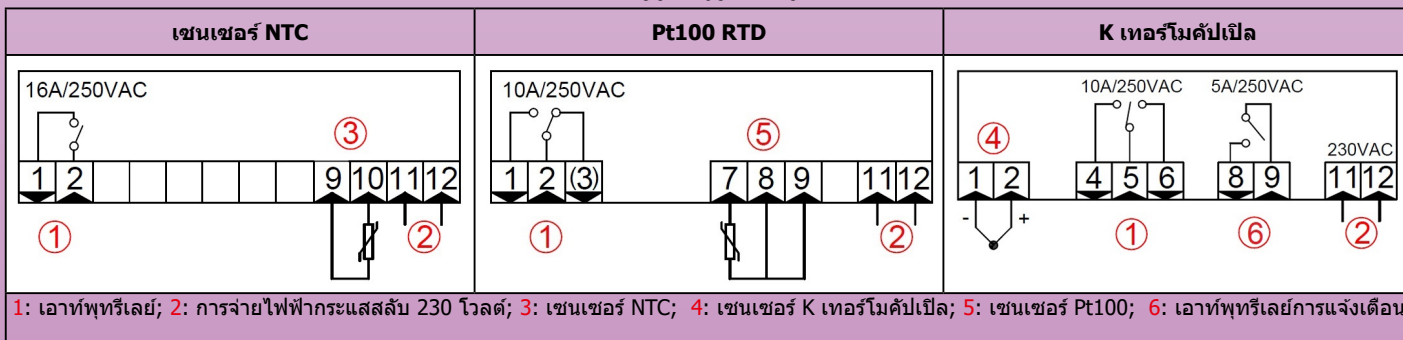 เซนเซอร์ NTC
Pt100 RTD
K เทอร์โมคัปเปิล
16A/250VAC
3
1 2 9 10 11 12
1
2
10A/250VAC
5
1 2 (3) 7 8 9 11 12
1
2
10A/250VAC 5A/250VAC
4
230VAC
1 2 4 5 6 8 9 11 12
- +
1
6
2
1: เอาท์พุทรีเลย์; 2: การจ่ายไฟฟ้ากระแสสลับ 230 โวลต์; 3: เซนเซอร์ NTC; 4: เซนเซอร์ K เทอร์โมคัปเปิล; 5: เซนเซอร์ Pt100; 6: เอาท์พุทรีเลย์การแจ้งเตือน